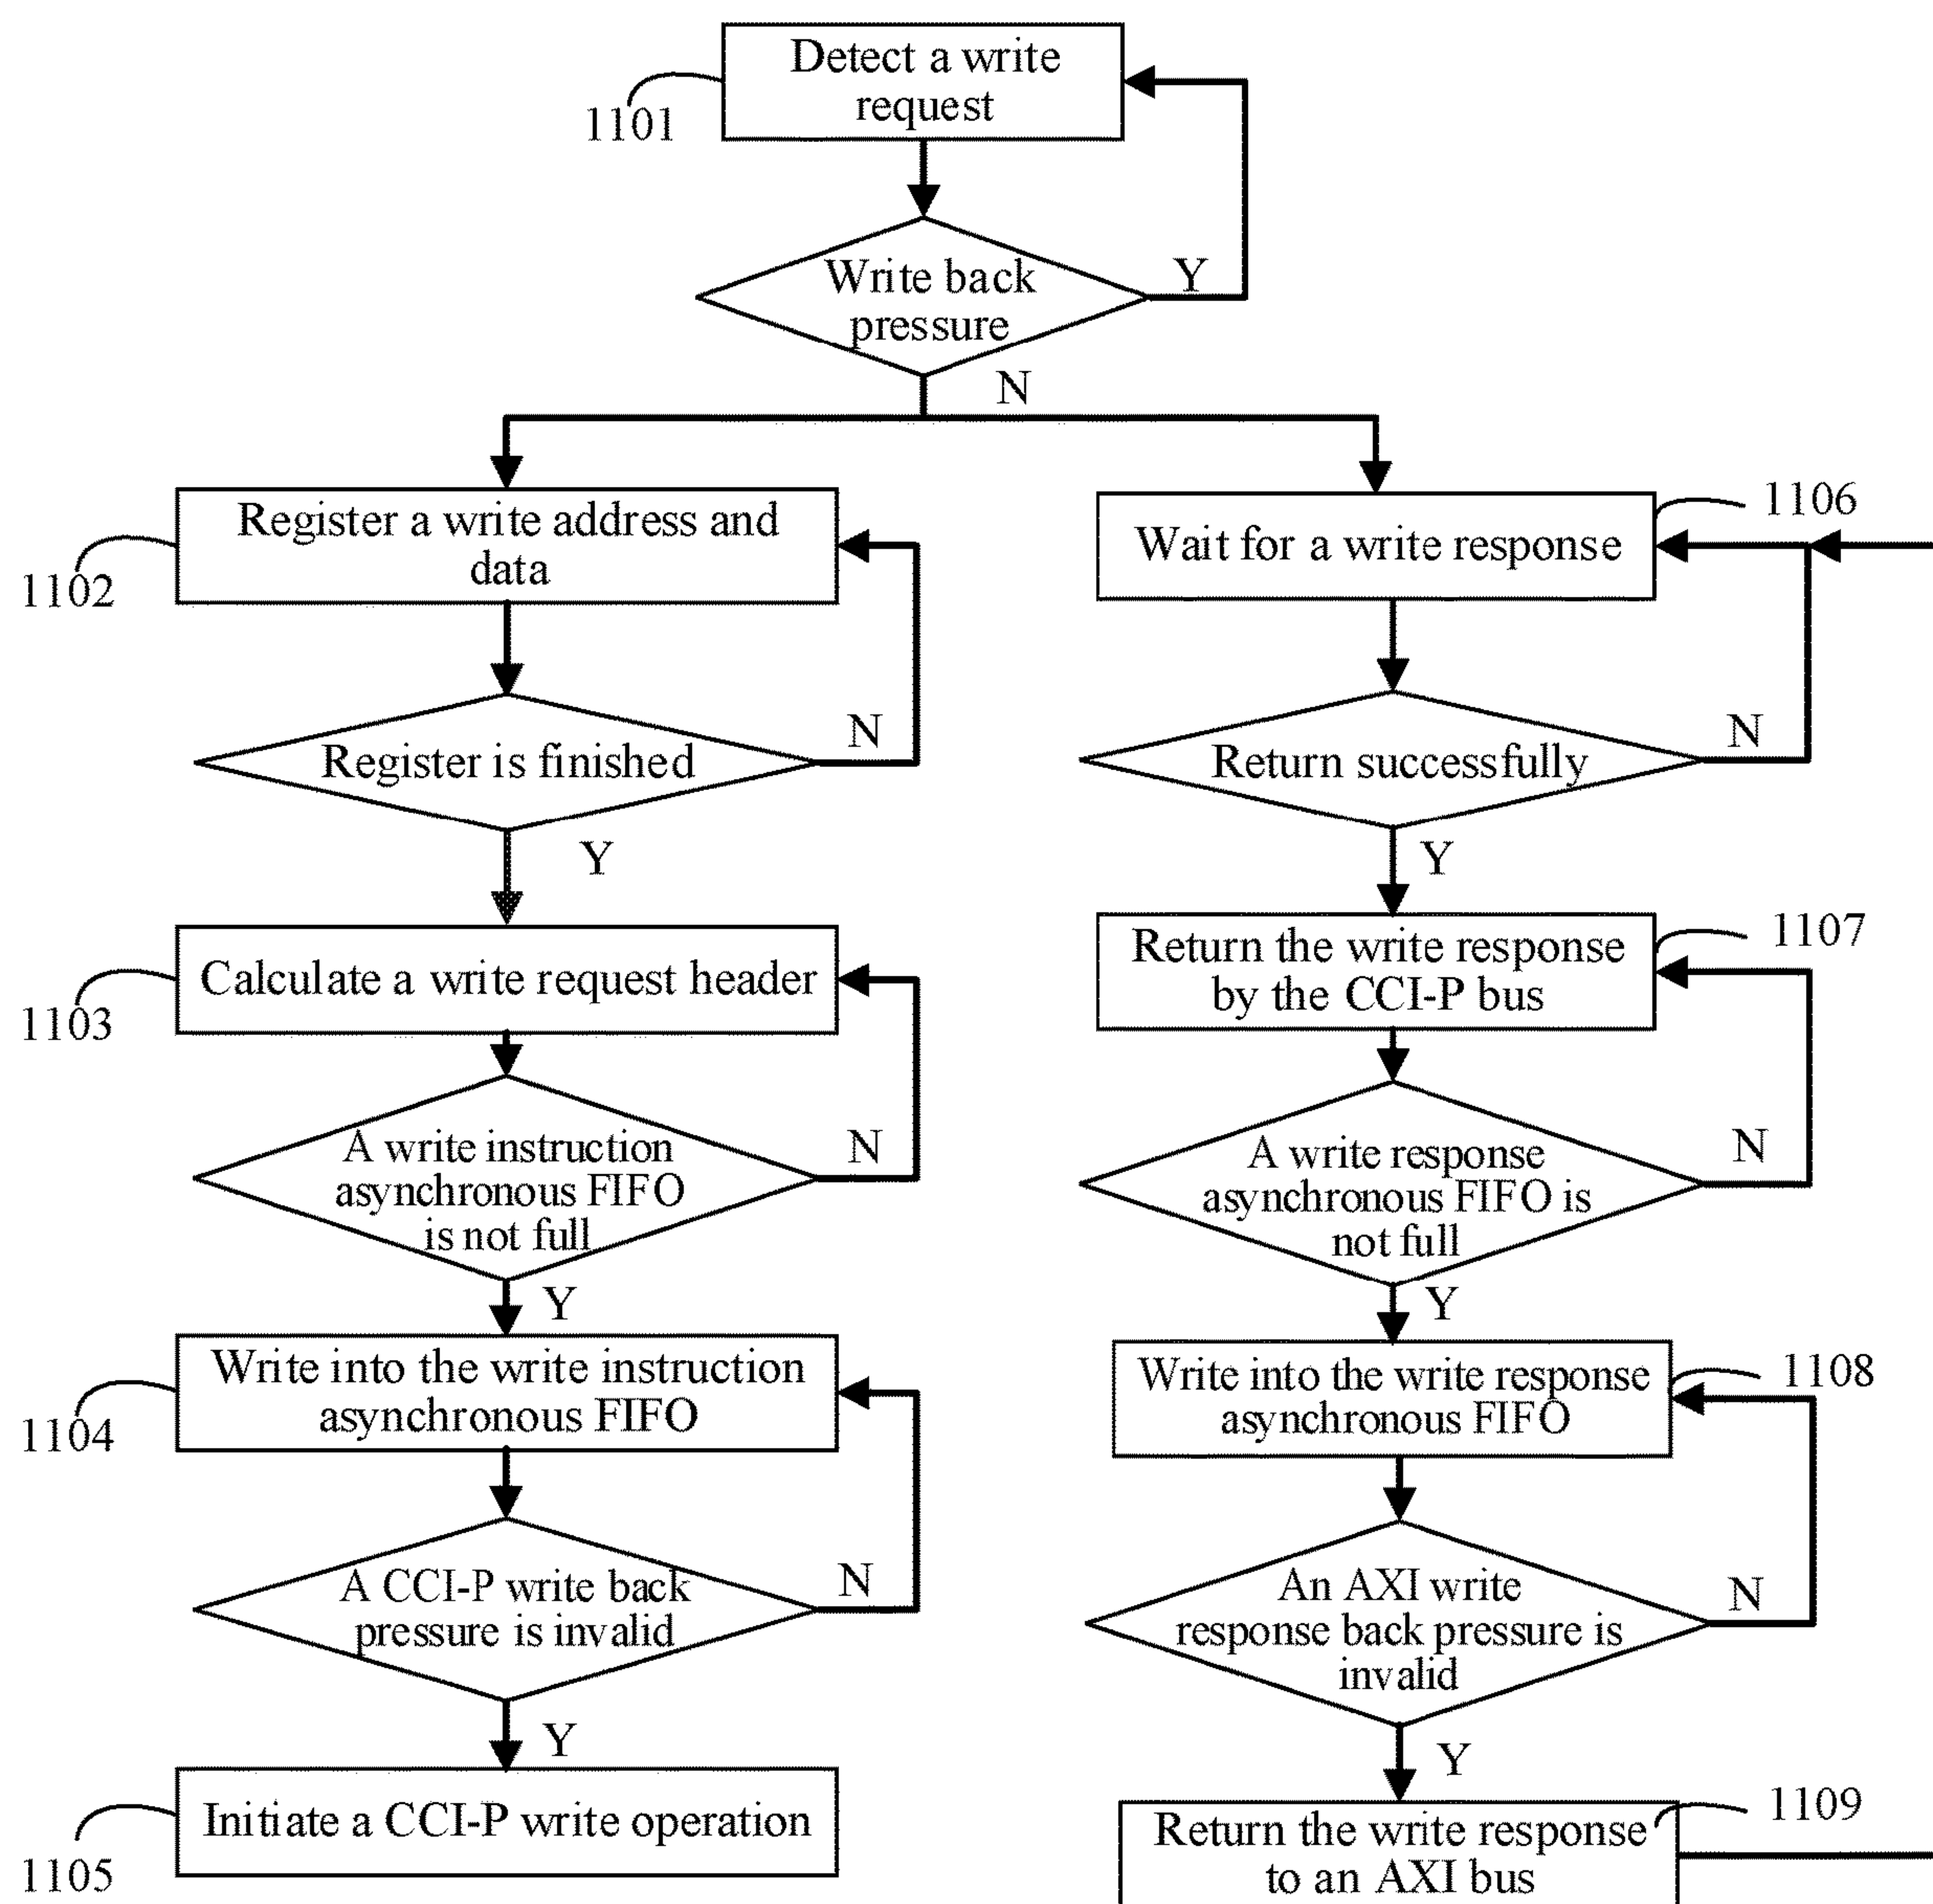 Detect a write
request
1101
Write back
pressure
Y
N
Register a write address and
data
1102
Register is finished
N
Y
Calculate a write request header
1103
A write instruction
asynchronous FIFO
is not full
N
Y
Write into the write instruction
asynchronous FIFO
1104
A CCI-P write back
pressure is invalid
N
Y
Initiate a CCI-P write operation
1105
1106
Wait for a write response
Return successfully
N
Y
1107
Return the write response
by the CCI-P bus
A write response
asynchronous FIFO is
not full
N
Y
1108
Write into the write response
asynchronous FIFO
An AXI write
response back pressure is
invalid
N
Y
1109
Return the write response
to an AXI bus